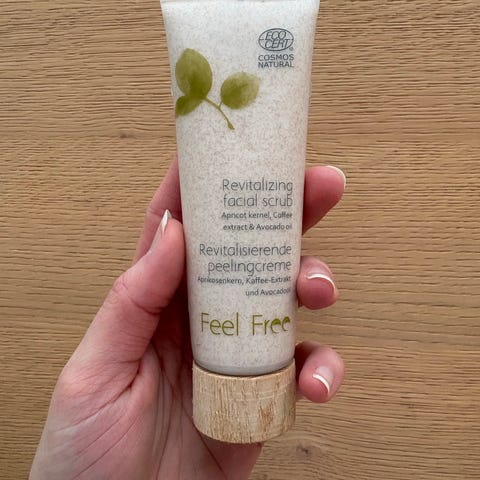 ECO
CERT
COSMOS
NATURAL
Revitalizing
facial scrub
Apricot kernel, Coffee
extract & Avocado oil
Revitalisierende
peelingcreme
Aprikosenkern, Kaffee-Extrakt
und Avocadoöl
Feel Free